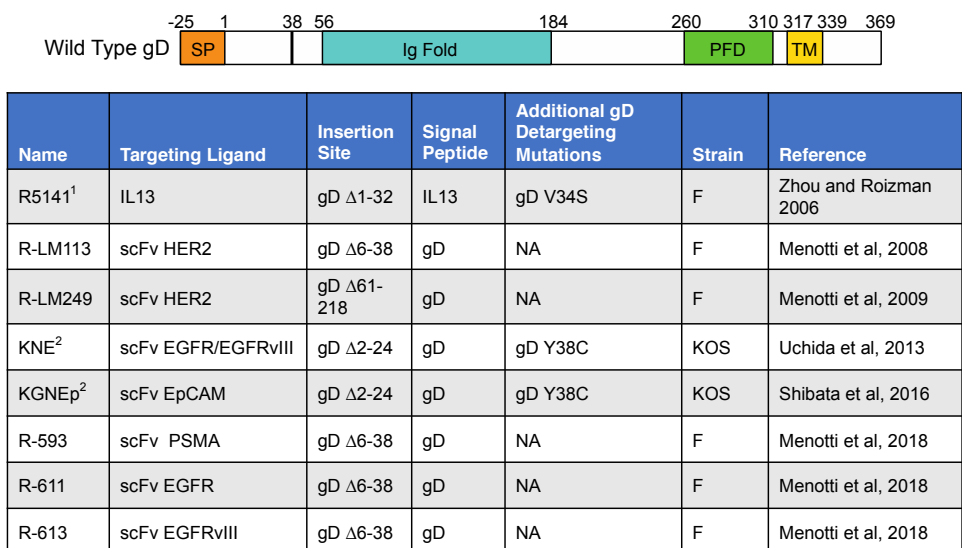 -25 1 38 56 184 260 310 317 339 369
Wild Type gD SP Ig Fold PFD TM
Name Targeting Ligand Insertion Site Signal Peptide Additional gD Detargeting Mutations Strain Reference
R5141¹ IL13 gD Δ1-32 IL13 gD V34S F Zhou and Roizman 2006
R-LM113 scFv HER2 gD Δ6-38 gD NA F Menotti et al, 2008
R-LM249 scFv HER2 gD Δ61-218 gD NA F Menotti et al, 2009
KNE² scFv EGFR/EGFRvIII gD Δ2-24 gD gD Y38C KOS Uchida et al, 2013
KGNEp² scFv EpCAM gD Δ2-24 gD gD Y38C KOS Shibata et al, 2016
R-593 scFv PSMA gD Δ6-38 gD NA F Menotti et al, 2018
R-611 scFv EGFR gD Δ6-38 gD NA F Menotti et al, 2018
R-613 scFv EGFRvIII gD Δ6-38 gD NA F Menotti et al, 2018